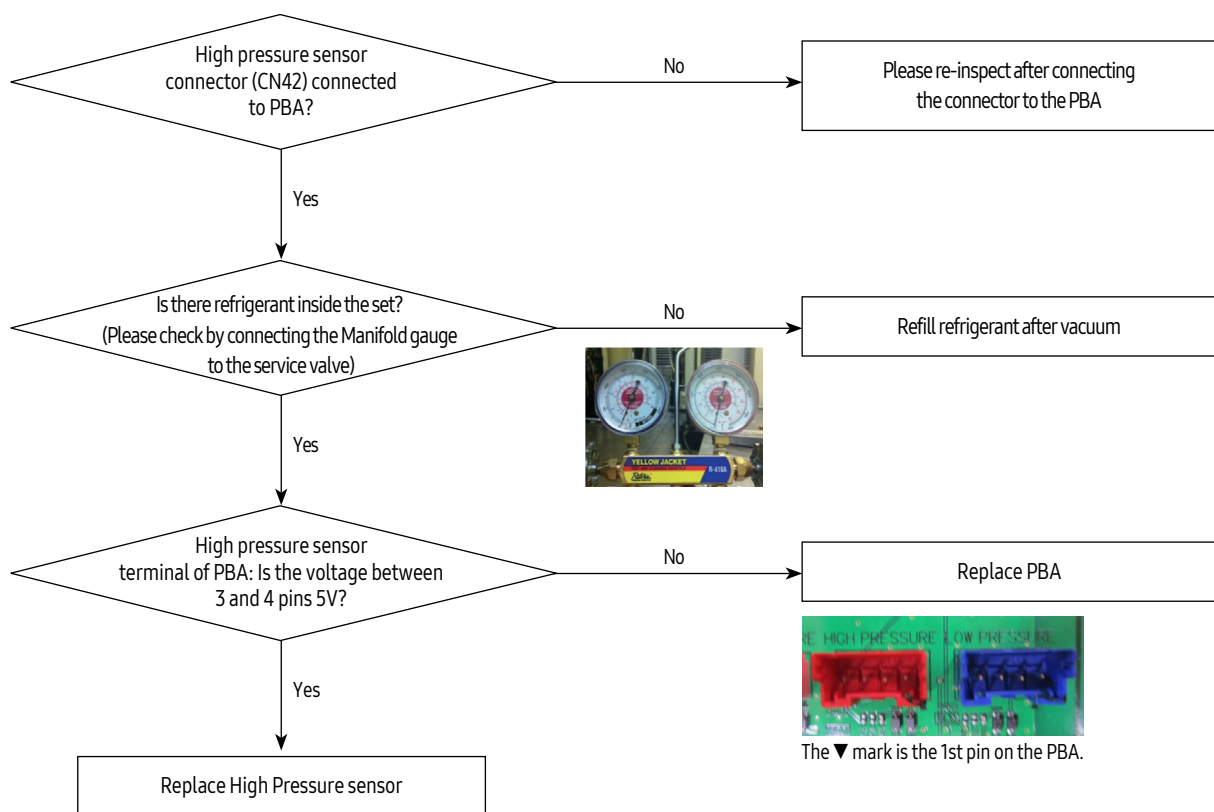 High pressure sensor
connector (CN42) connected
to PBA?
No
Please re-inspect after connecting
the connector to the PBA
Yes
Is there refrigerant inside the set?
(Please check by connecting the Manifold gauge
to the service valve)
No
Refill refrigerant after vacuum
YELLOW JACKET
R-410A
Yes
High pressure sensor
terminal of PBA: Is the voltage between
3 and 4 pins 5V?
No
Replace PBA
RE HIGH PRESSURE LOW PRESSURE
The ▼ mark is the 1st pin on the PBA.
Yes
Replace High Pressure sensor